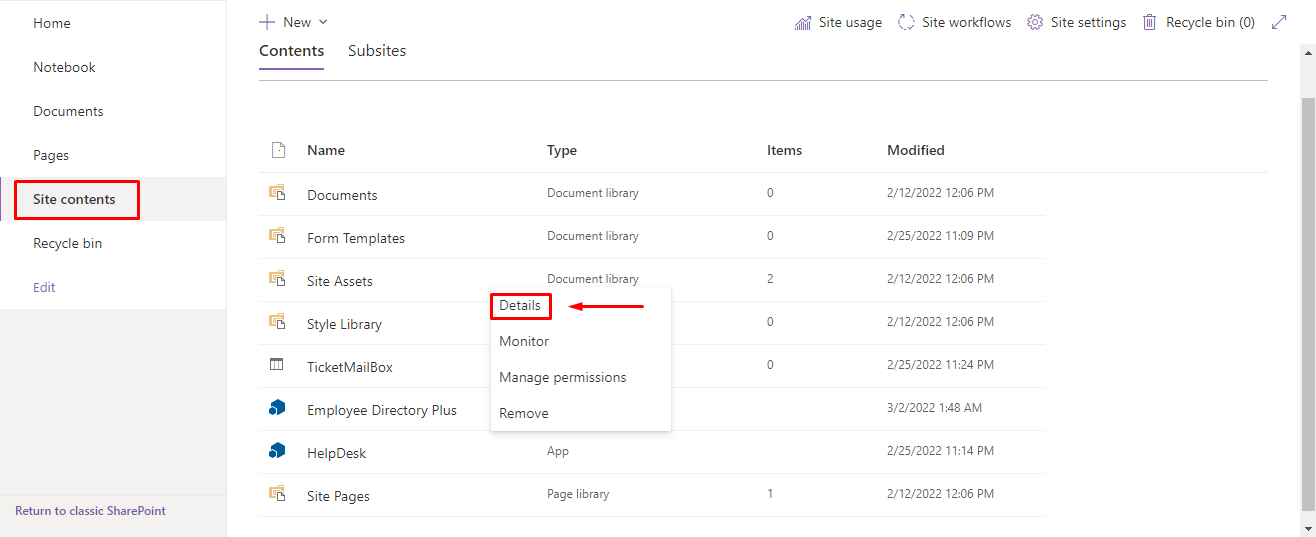 Home
Notebook
Documents
Pages
Site contents
Recycle bin
Edit
Return to classic SharePoint
New Site usage Site workflows Site settings Recycle bin (0)
Contents Subsites
Name Type Items Modified
Documents Document library 0 2/12/2022 12:06 PM
Form Templates Document library 0 2/25/2022 11:09 PM
Site Assets Document library 2 2/12/2022 12:06 PM
Style Library 0 2/12/2022 12:06 PM
TicketMailBox 0 2/25/2022 11:24 PM
Employee Directory Plus 3/2/2022 1:48 AM
HelpDesk App 2/25/2022 11:14 PM
Site Pages Page library 1 2/12/2022 12:06 PM
Details
Monitor
Manage permissions
Remove